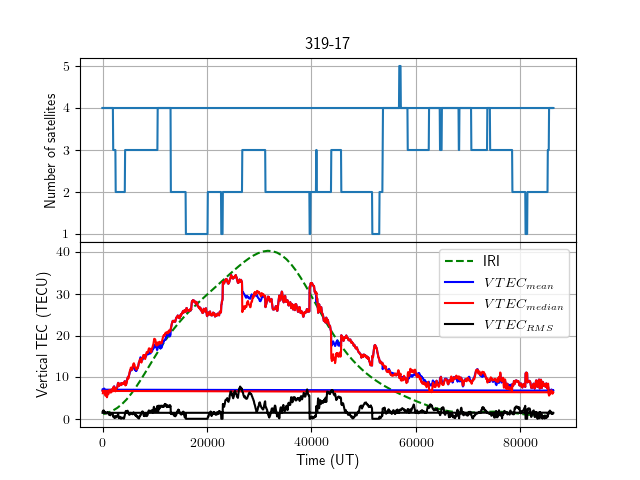 319-17
Number of satellites
5
4
3
2
1
Vertical TEC (TECU)
40
30
20
10
0
IRI
VTEC_mean
VTEC_median
VTEC_RMS
0 20000 40000 60000 80000
Time (UT)